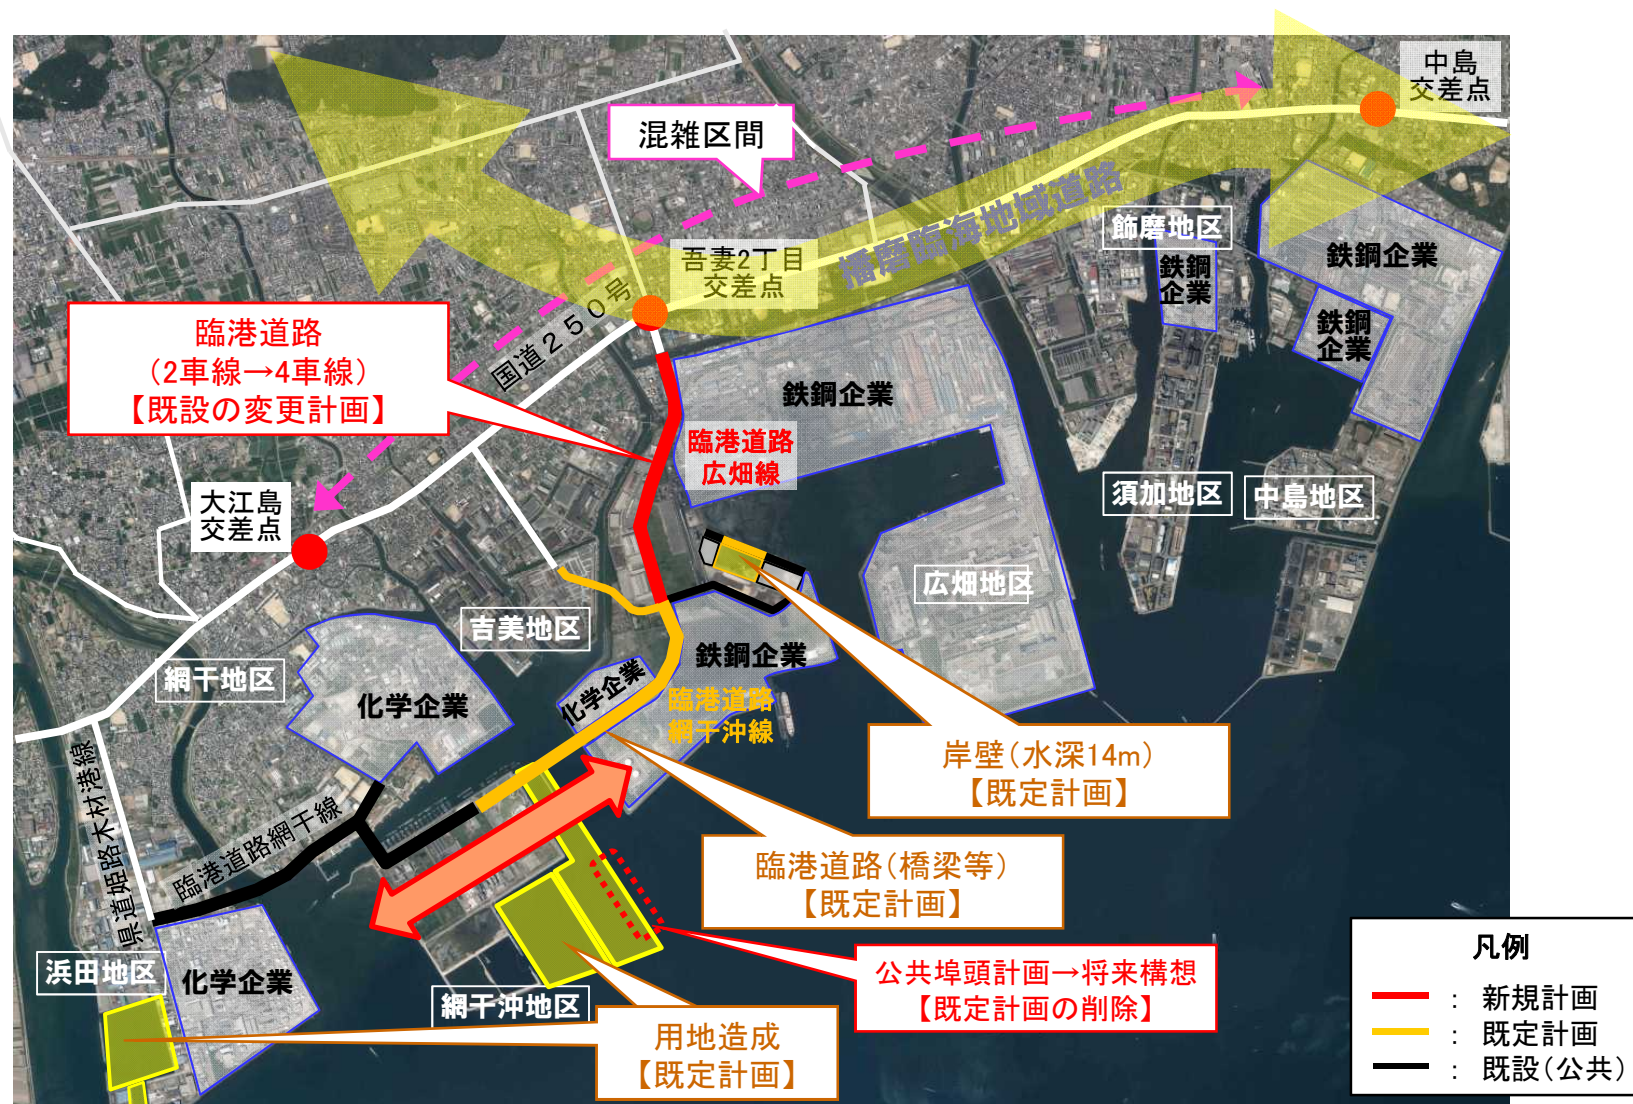 中島
交差点
混雑区間
播磨臨海地域道路
飾磨地区
鉄鋼
企業
鉄鋼企業
鉄鋼
企業
吾妻2丁目
交差点
国道250号
臨港道路
（2車線→4車線）
【既設の変更計画】
鉄鋼企業
臨港道路
広畑線
大江島
交差点
須加地区
中島地区
広畑地区
吉美地区
網干地区
化学企業
化学企業
鉄鋼企業
臨港道路
網干沖線
岸壁（水深14m）
【既定計画】
県道姫路木材港線
臨港道路網干線
臨港道路（橋梁等）
【既定計画】
公共埠頭計画→将来構想
【既定計画の削除】
浜田地区
化学企業
網干沖地区
用地造成
【既定計画】
凡例
：新規計画
：既定計画
：既設（公共）